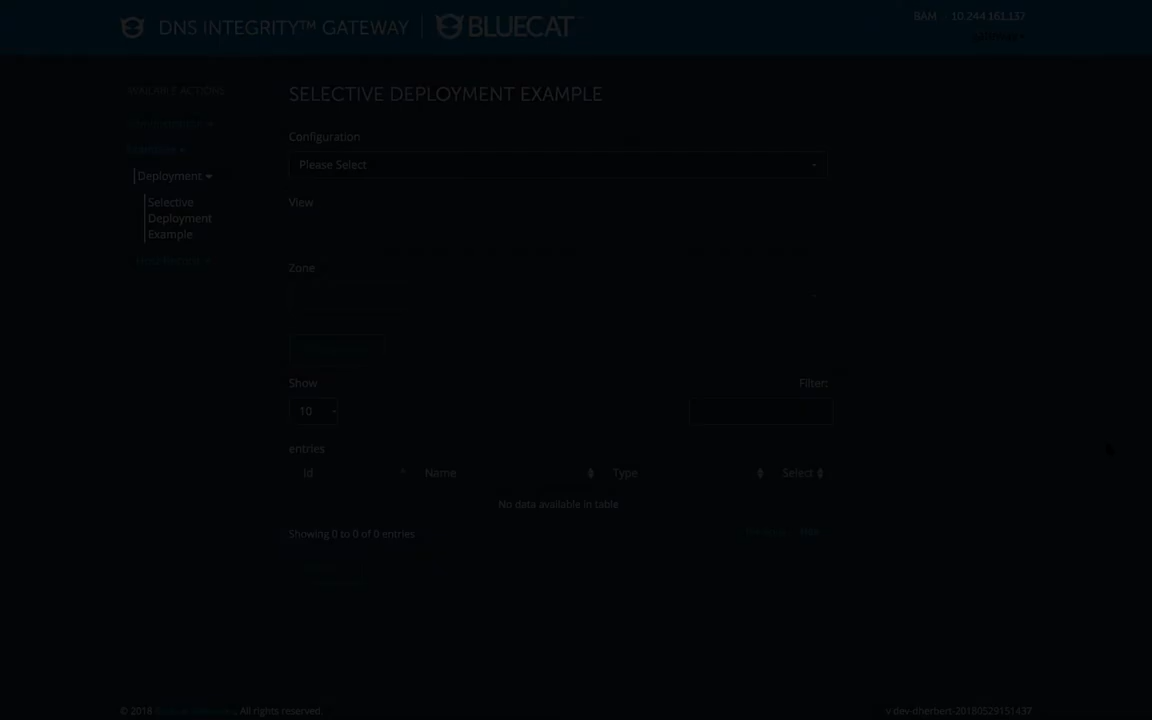 DNS INTEGRITY™ GATEWAY | BLUECAT
BAM - 10.244.161.137
AVAILABLE ACTIONS
SELECTIVE DEPLOYMENT EXAMPLE
Configuration
Please Select
Deployment
Selective
Deployment
Example
View
Zone
Show
Filter:
10
entries
Id Name Type Select
No data available in table
Showing 0 to 0 of 0 entries
© 2018
All rights reserved.
v:dev-dherbert-20180529151437